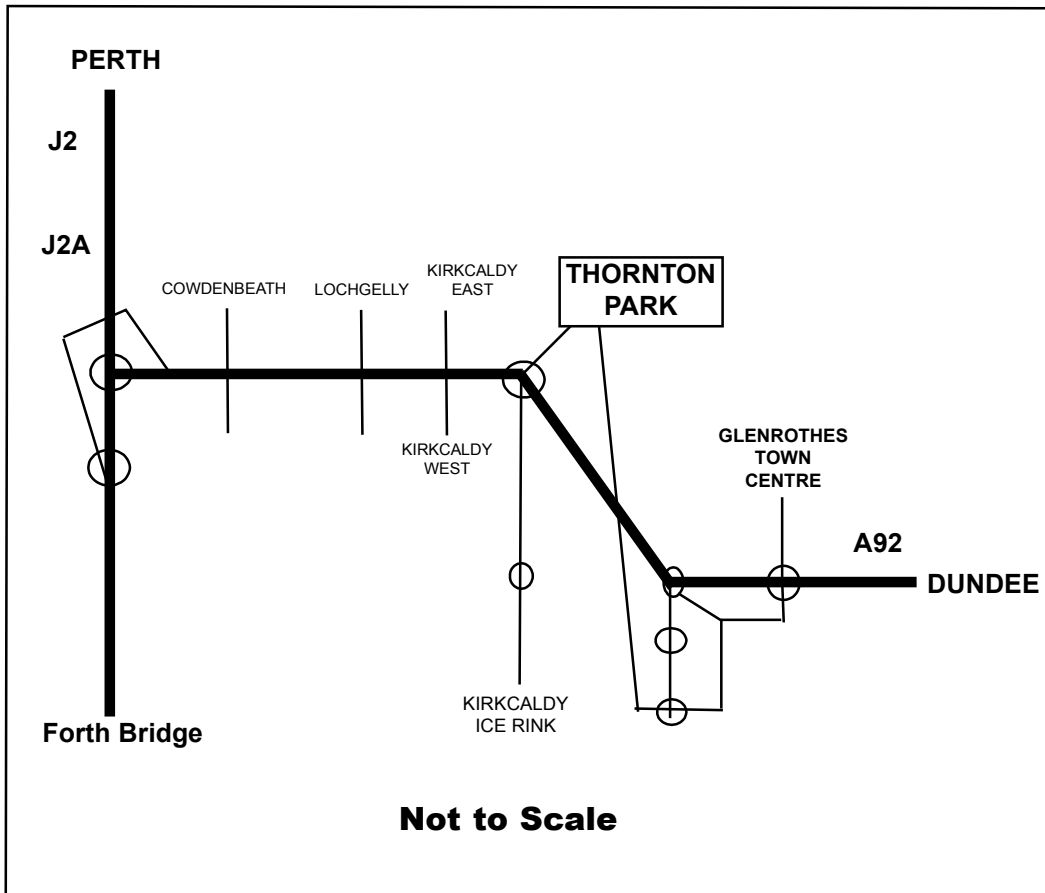 PERTH
J2
J2A
COWDENBEATH
LOCHGELLY
KIRKCALDY
EAST
THORNTON
PARK
KIRKCALDY
WEST
GLENROTHES
TOWN
CENTRE
A92
DUNDEE
KIRKCALDY
ICE RINK
Forth Bridge
Not to Scale